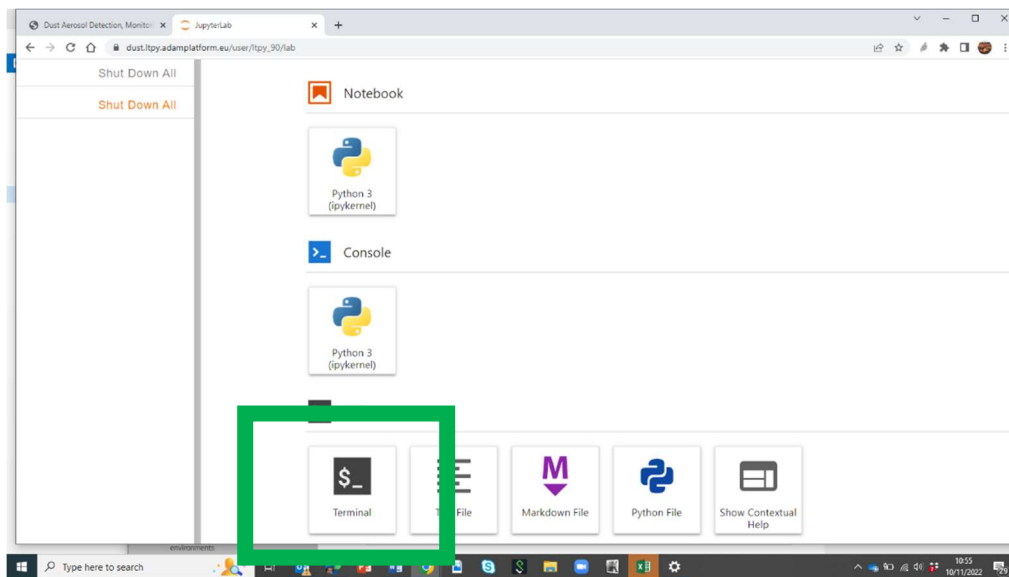 Dust Aerosol Detection, Monitor
JupyterLab
dust.ltpy.adamplatform.eu/user/ltpy_90/lab
Shut Down All
Shut Down All
Notebook
Python 3
(ipykernel)
>_ Console
Python 3
(ipykernel)
$_
M
Terminal
File
Markdown File
Python File
Show Contextual
Help
environments
Type here to search
10:55
10/11/2022